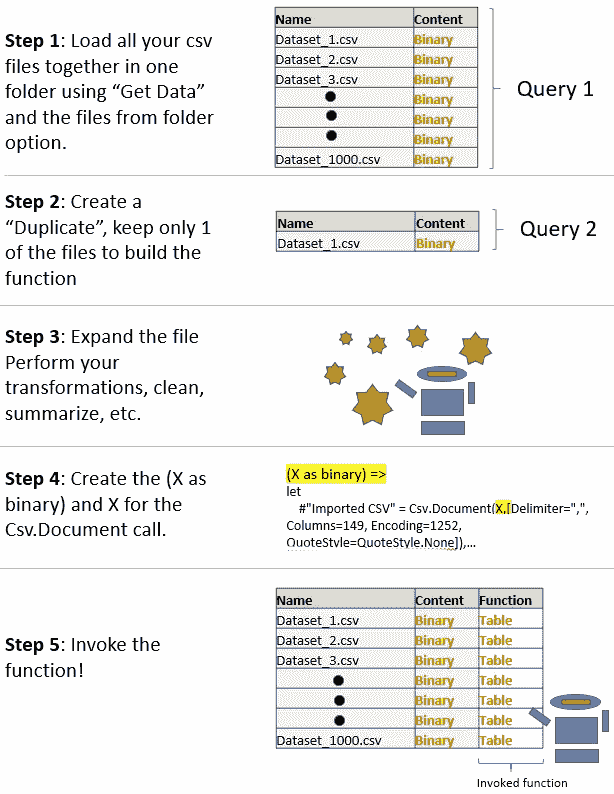 Step 1: Load all your csv
files together in one
folder using “Get Data”
and the files from folder
option.
Name Content
Dataset_1.csv Binary
Dataset_2.csv Binary
Dataset_3.csv Binary
Binary
Binary
Binary
Dataset_1000.csv Binary
Query 1
Step 2: Create a
“Duplicate”, keep only 1
of the files to build the
function
Name Content
Dataset_1.csv Binary
Query 2
Step 3: Expand the file
Perform your
transformations, clean,
summarize, etc.
Step 4: Create the (X as
binary) and X for the
Csv.Document call.
(X as binary) =>
let
#"Imported CSV" = Csv.Document(X,[Delimiter=",",
Columns=149, Encoding=1252,
QuoteStyle=QuoteStyle.None]),...
Step 5: Invoke the
function!
Name Content Function
Dataset_1.csv Binary Table
Dataset_2.csv Binary Table
Dataset_3.csv Binary Table
Binary Table
Binary Table
Binary Table
Dataset_1000.csv Binary Table
Invoked function